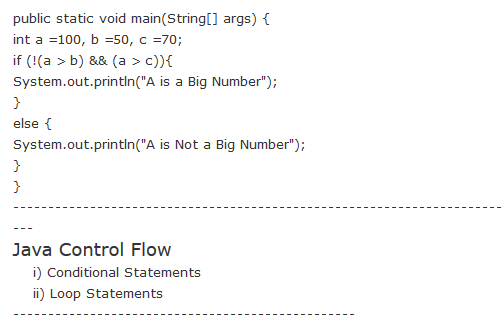 public static void main(String[] args) {
int a =100, b =50, c =70;
if (!(a > b) && (a > c)){
System.out.println("A is a Big Number");
}
else {
System.out.println("A is Not a Big Number");
}
}
----------------------------------------------------------------------
---
Java Control Flow
i) Conditional Statements
ii) Loop Statements
-------------------------------------------------